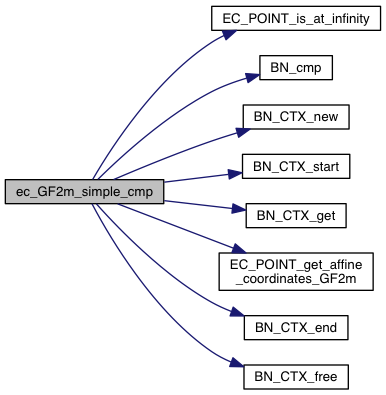 EC_POINT_is_at_infinity
BN_cmp
BN_CTX_new
BN_CTX_start
ec_GF2m_simple_cmp
BN_CTX_get
EC_POINT_get_affine
_coordinates_GF2m
BN_CTX_end
BN_CTX_free